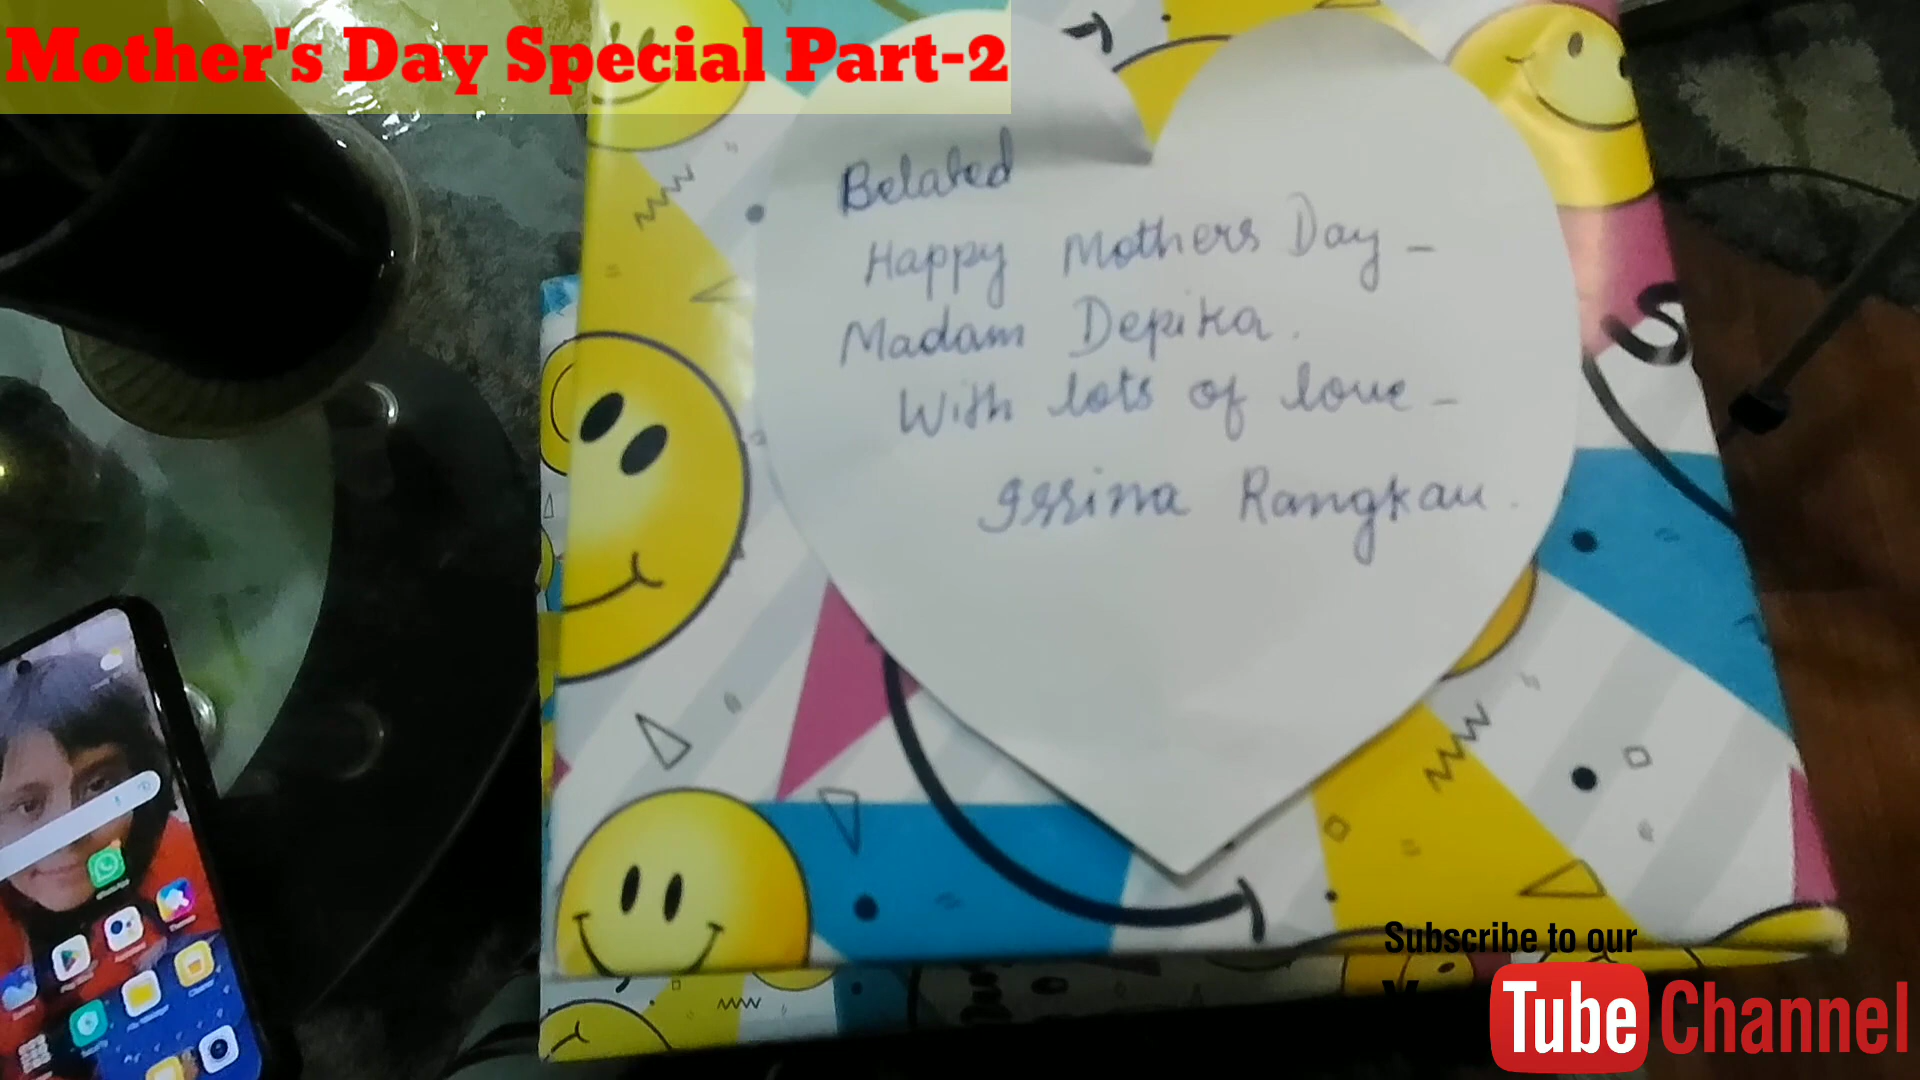 Mother's Day Special Part-2
Belated
Happy Mothers Day -
Madam Depika.
With lots of love -
Issina Rangkau.
Subscribe to our
Tube Channel